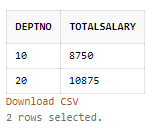 DEPTNO TOTALSALARY
10 8750
20 10875
Download CSV
2 rows selected.